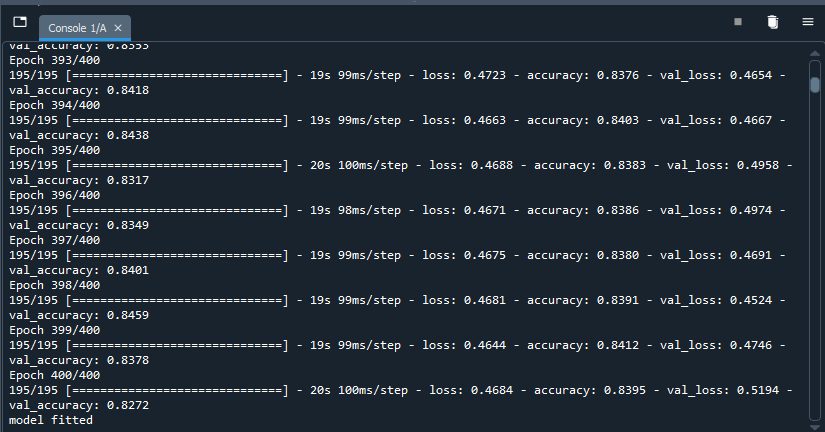 Console 1/A
val_accuracy: 0.8353
Epoch 393/400
195/195 [==============================] - 19s 99ms/step - loss: 0.4723 - accuracy: 0.8376 - val_loss: 0.4654 -
val_accuracy: 0.8418
Epoch 394/400
195/195 [==============================] - 19s 99ms/step - loss: 0.4663 - accuracy: 0.8403 - val_loss: 0.4667 -
val_accuracy: 0.8438
Epoch 395/400
195/195 [==============================] - 20s 100ms/step - loss: 0.4688 - accuracy: 0.8383 - val_loss: 0.4958 -
val_accuracy: 0.8317
Epoch 396/400
195/195 [==============================] - 19s 98ms/step - loss: 0.4671 - accuracy: 0.8386 - val_loss: 0.4974 -
val_accuracy: 0.8349
Epoch 397/400
195/195 [==============================] - 19s 99ms/step - loss: 0.4675 - accuracy: 0.8380 - val_loss: 0.4691 -
val_accuracy: 0.8401
Epoch 398/400
195/195 [==============================] - 19s 99ms/step - loss: 0.4681 - accuracy: 0.8391 - val_loss: 0.4524 -
val_accuracy: 0.8459
Epoch 399/400
195/195 [==============================] - 19s 99ms/step - loss: 0.4644 - accuracy: 0.8412 - val_loss: 0.4746 -
val_accuracy: 0.8378
Epoch 400/400
195/195 [==============================] - 20s 100ms/step - loss: 0.4684 - accuracy: 0.8395 - val_loss: 0.5194 -
val_accuracy: 0.8272
model fitted